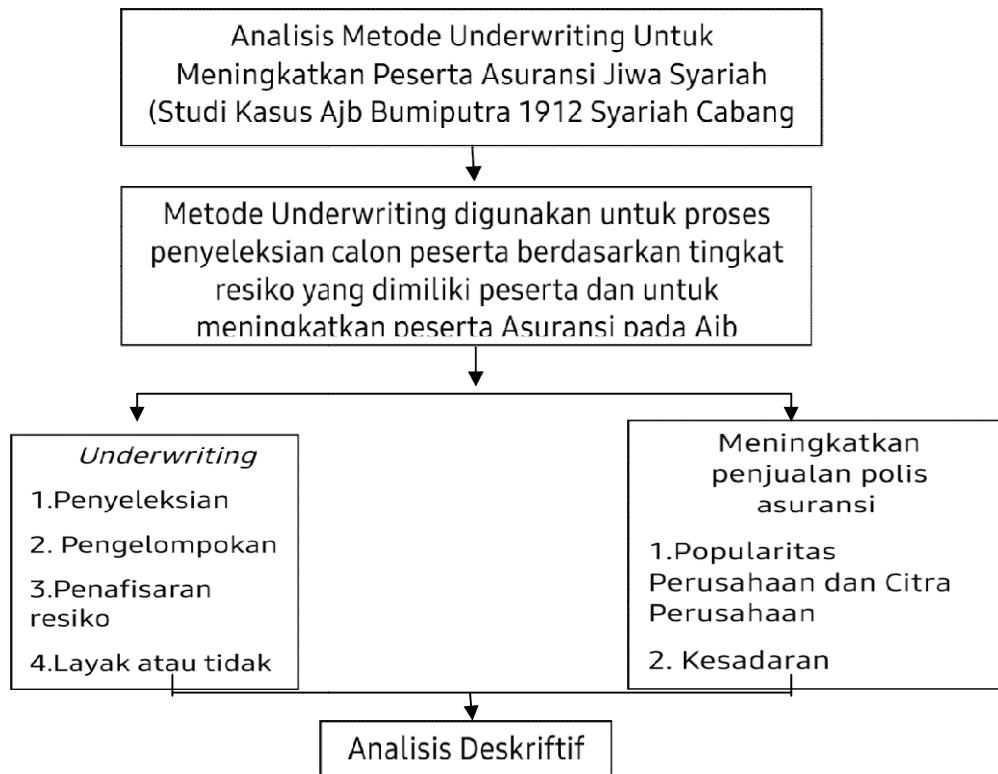 Analisis Metode Underwriting Untuk
Meningkatkan Peserta Asuransi Jiwa Syariah
(Studi Kasus Ajb Bumiputra 1912 Syariah Cabang
Metode Underwriting digunakan untuk proses
penyeleksian calon peserta berdasarkan tingkat
resiko yang dimiliki peserta dan untuk
meningkatkan peserta Asuransi pada Ajb
Underwriting
1.Penyeleksian
2. Pengelompokan
3.Penafisaran
resiko
4.Layak atau tidak
Meningkatkan
penjualan polis
asuransi
1.Popularitas
Perusahaan dan Citra
Perusahaan
2. Kesadaran
Analisis Deskriftif